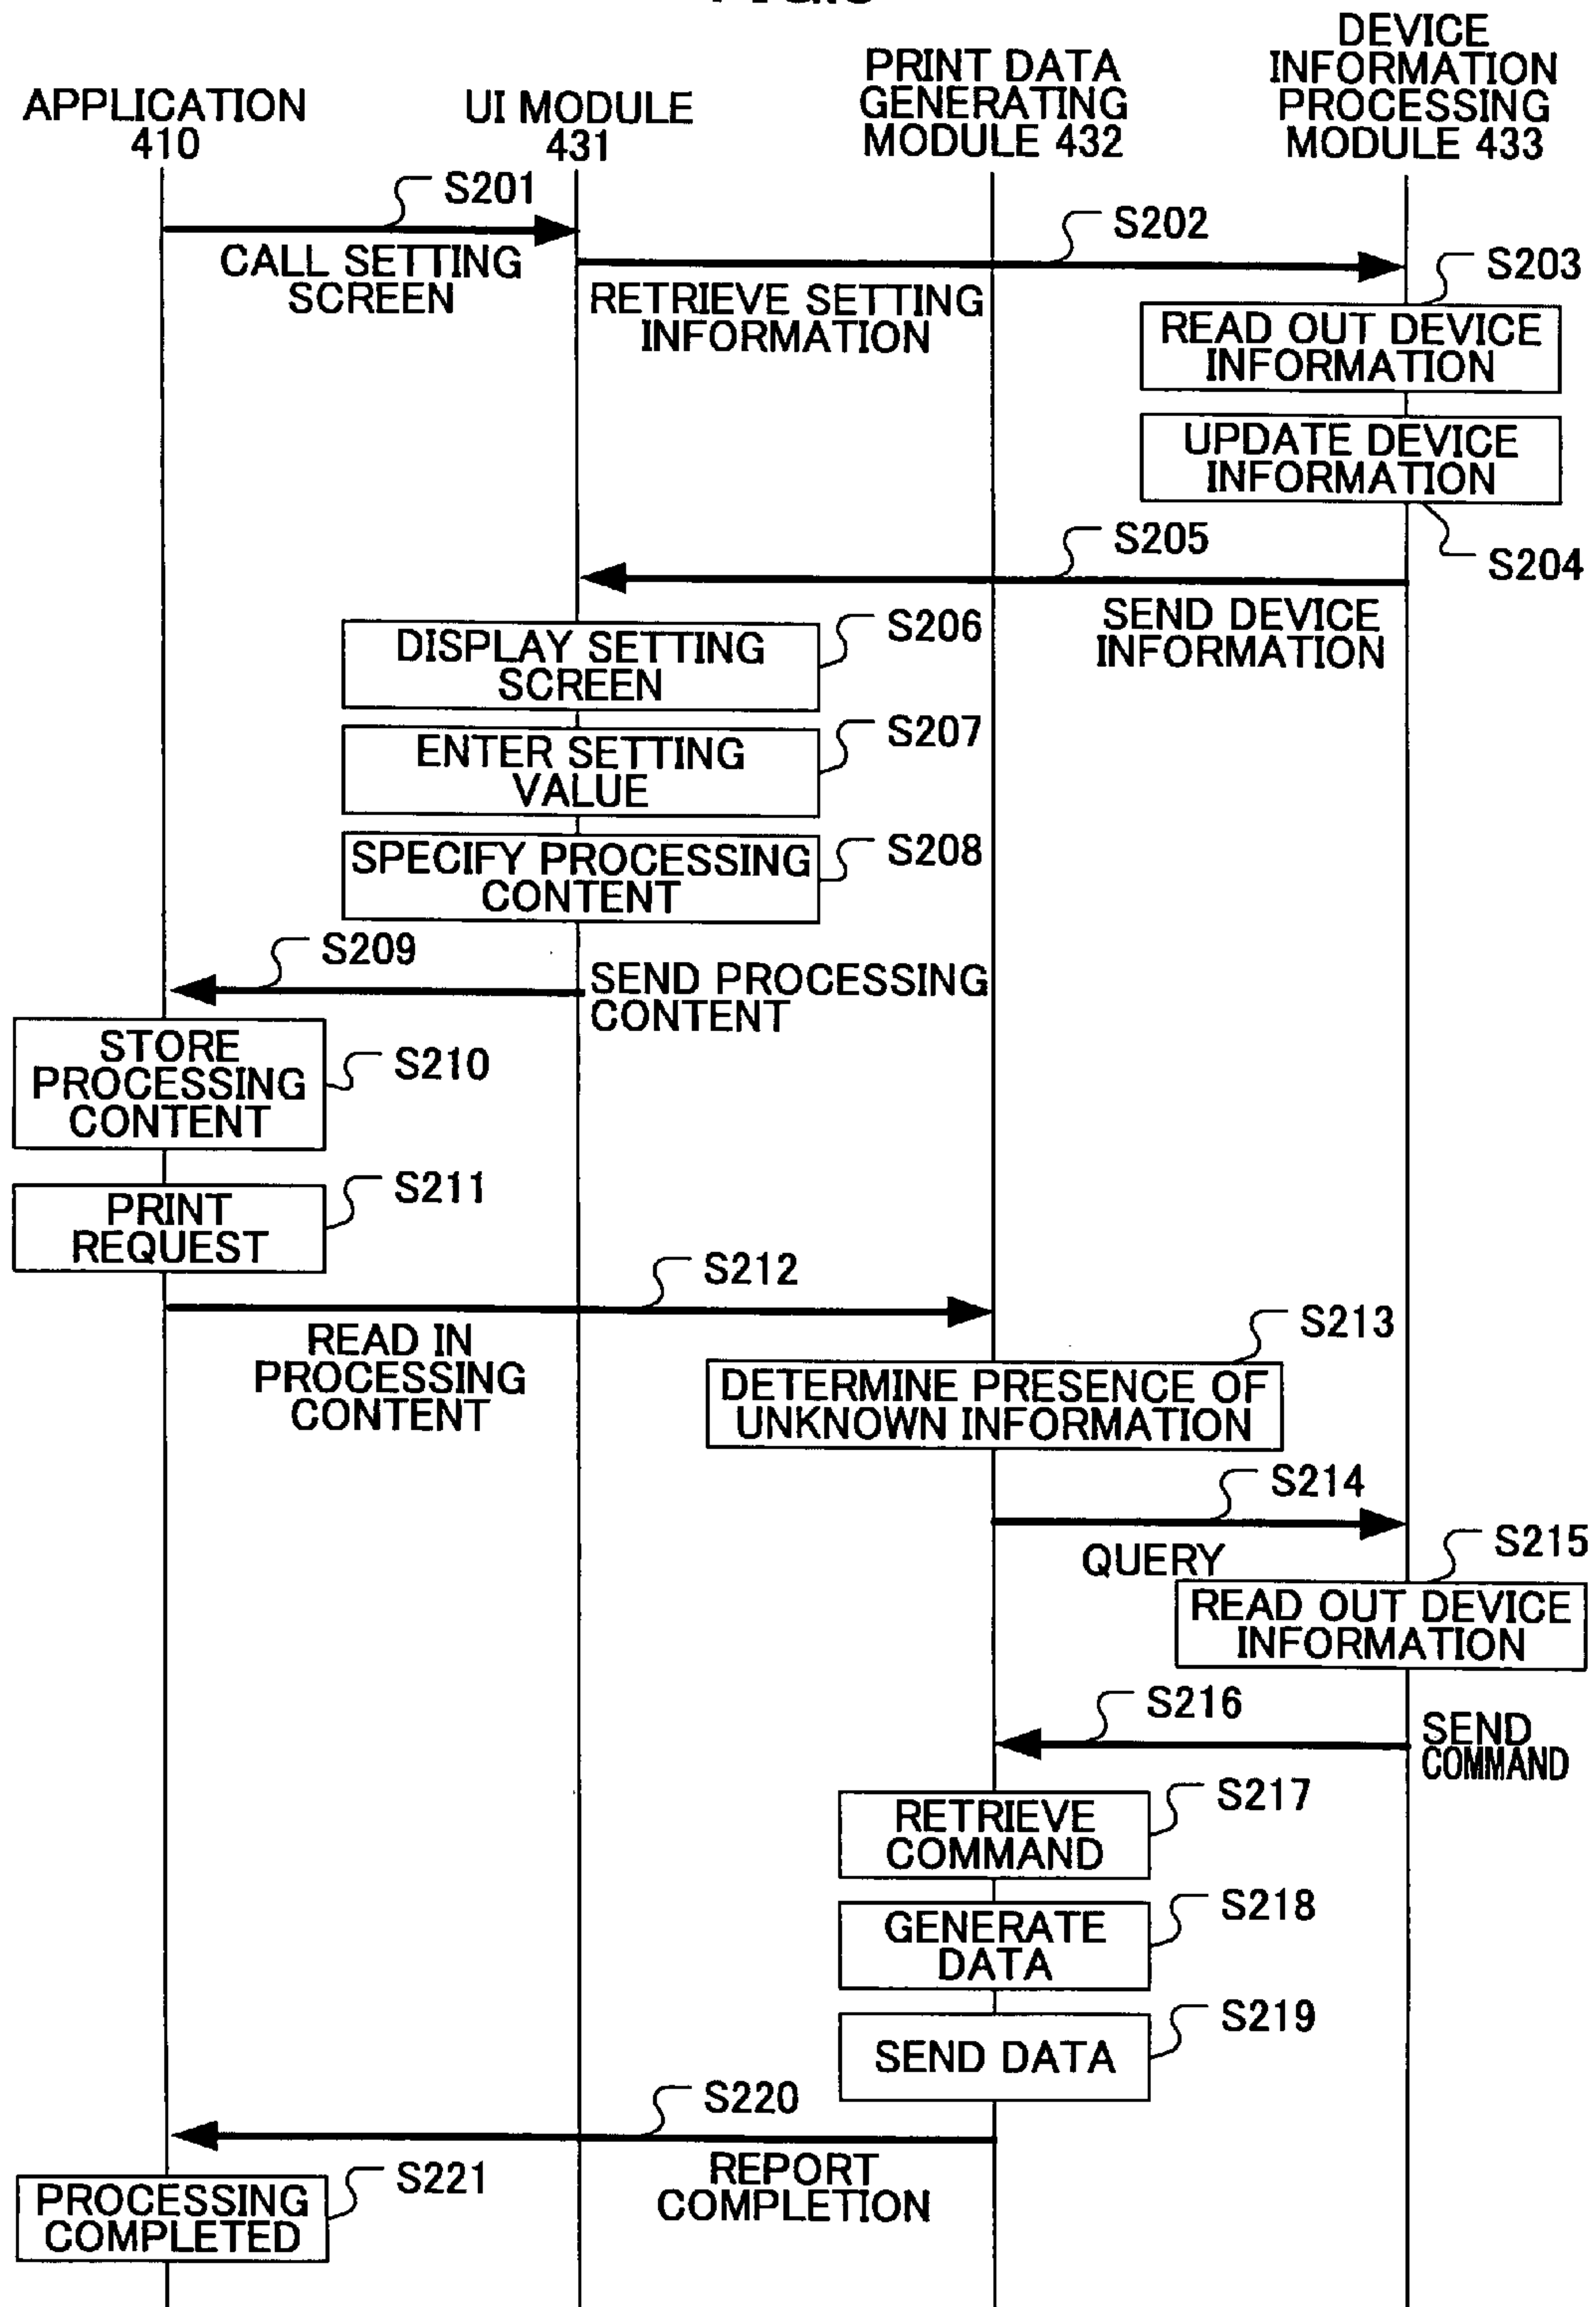 APPLICATION
410
UI MODULE
431
PRINT DATA
GENERATING
MODULE 432
DEVICE
INFORMATION
PROCESSING
MODULE 433
S201
CALL SETTING
SCREEN
S202
RETRIEVE SETTING
INFORMATION
S203
READ OUT DEVICE
INFORMATION
UPDATE DEVICE
INFORMATION
S204
S205
SEND DEVICE
INFORMATION
DISPLAY SETTING
SCREEN
S206
ENTER SETTING
VALUE
S207
SPECIFY PROCESSING
CONTENT
S208
S209
SEND PROCESSING
CONTENT
STORE
PROCESSING
CONTENT
S210
PRINT
REQUEST
S211
S212
READ IN
PROCESSING
CONTENT
S213
DETERMINE PRESENCE OF
UNKNOWN INFORMATION
S214
QUERY
S215
READ OUT DEVICE
INFORMATION
S216
SEND
COMMAND
RETRIEVE
COMMAND
S217
GENERATE
DATA
S218
SEND DATA
S219
S220
REPORT
COMPLETION
PROCESSING
COMPLETED
S221